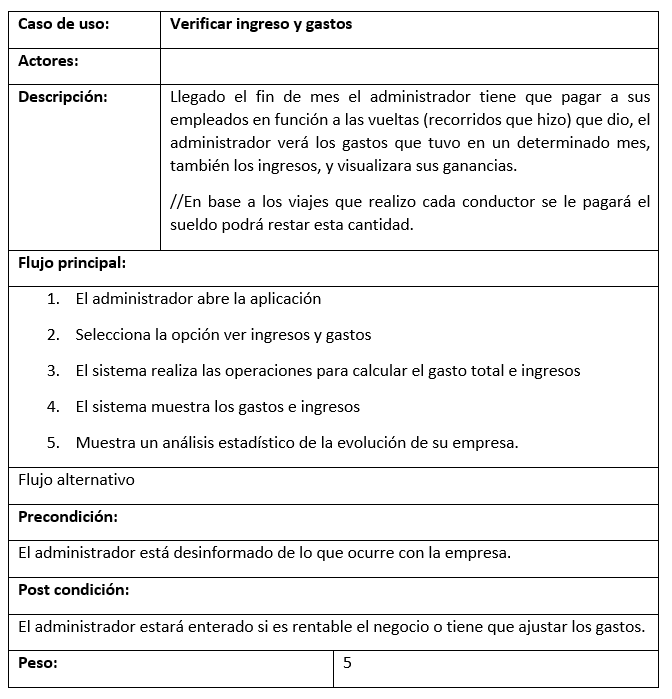 Caso de uso: Verificar ingreso y gastos
Actores:
Descripción: Llegado el fin de mes el administrador tiene que pagar a sus
empleados en función a las vueltas (recorridos que hizo) que dio, el
administrador verá los gastos que tuvo en un determinado mes,
también los ingresos, y visualizara sus ganancias.
//En base a los viajes que realizo cada conductor se le pagará el
sueldo podrá restar esta cantidad.
Flujo principal:
1. El administrador abre la aplicación
2. Selecciona la opción ver ingresos y gastos
3. El sistema realiza las operaciones para calcular el gasto total e ingresos
4. El sistema muestra los gastos e ingresos
5. Muestra un análisis estadístico de la evolución de su empresa.
Flujo alternativo
Precondición:
El administrador está desinformado de lo que ocurre con la empresa.
Post condición:
El administrador estará enterado si es rentable el negocio o tiene que ajustar los gastos.
Peso: 5